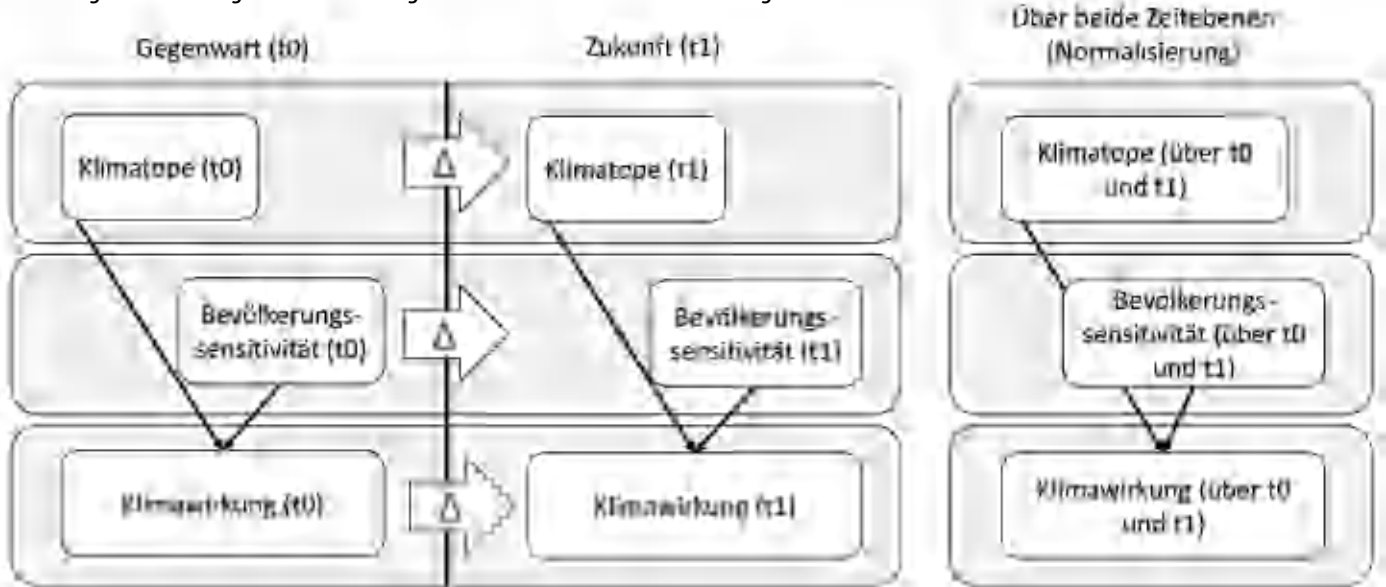 Gegenwart (t0)
Zukunft (t1)
Über beide Zeitebenen
(Normalisierung)
Klimatope (t0)
Δ
Klimatope (t1)
Klimatope (über t0
und t1)
Bevölkerungs-
sensitivität (t0)
Δ
Bevölkerungs-
sensitivität (t1)
Bevölkerungs-
sensitivität (über t0
und t1)
Klimawirkung (t0)
Δ
Klimawirkung (t1)
Klimawirkung (über t0
und t1)